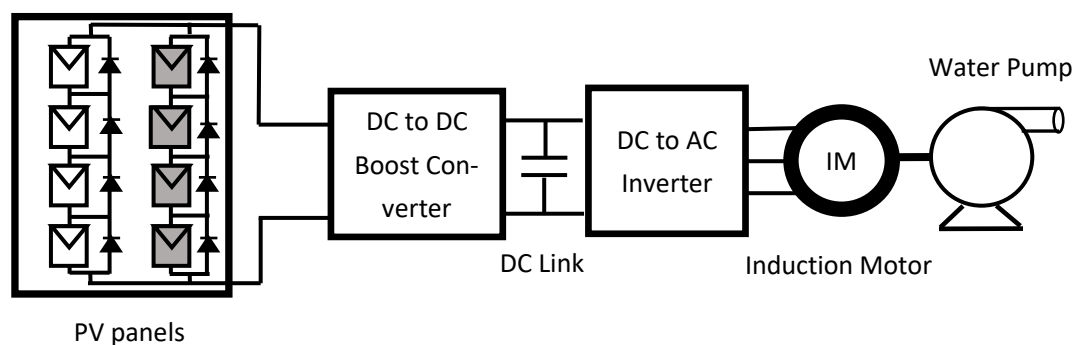 Water Pump
DC to DC
Boost Con-
verter
DC to AC
Inverter
IM
DC Link
Induction Motor
PV panels